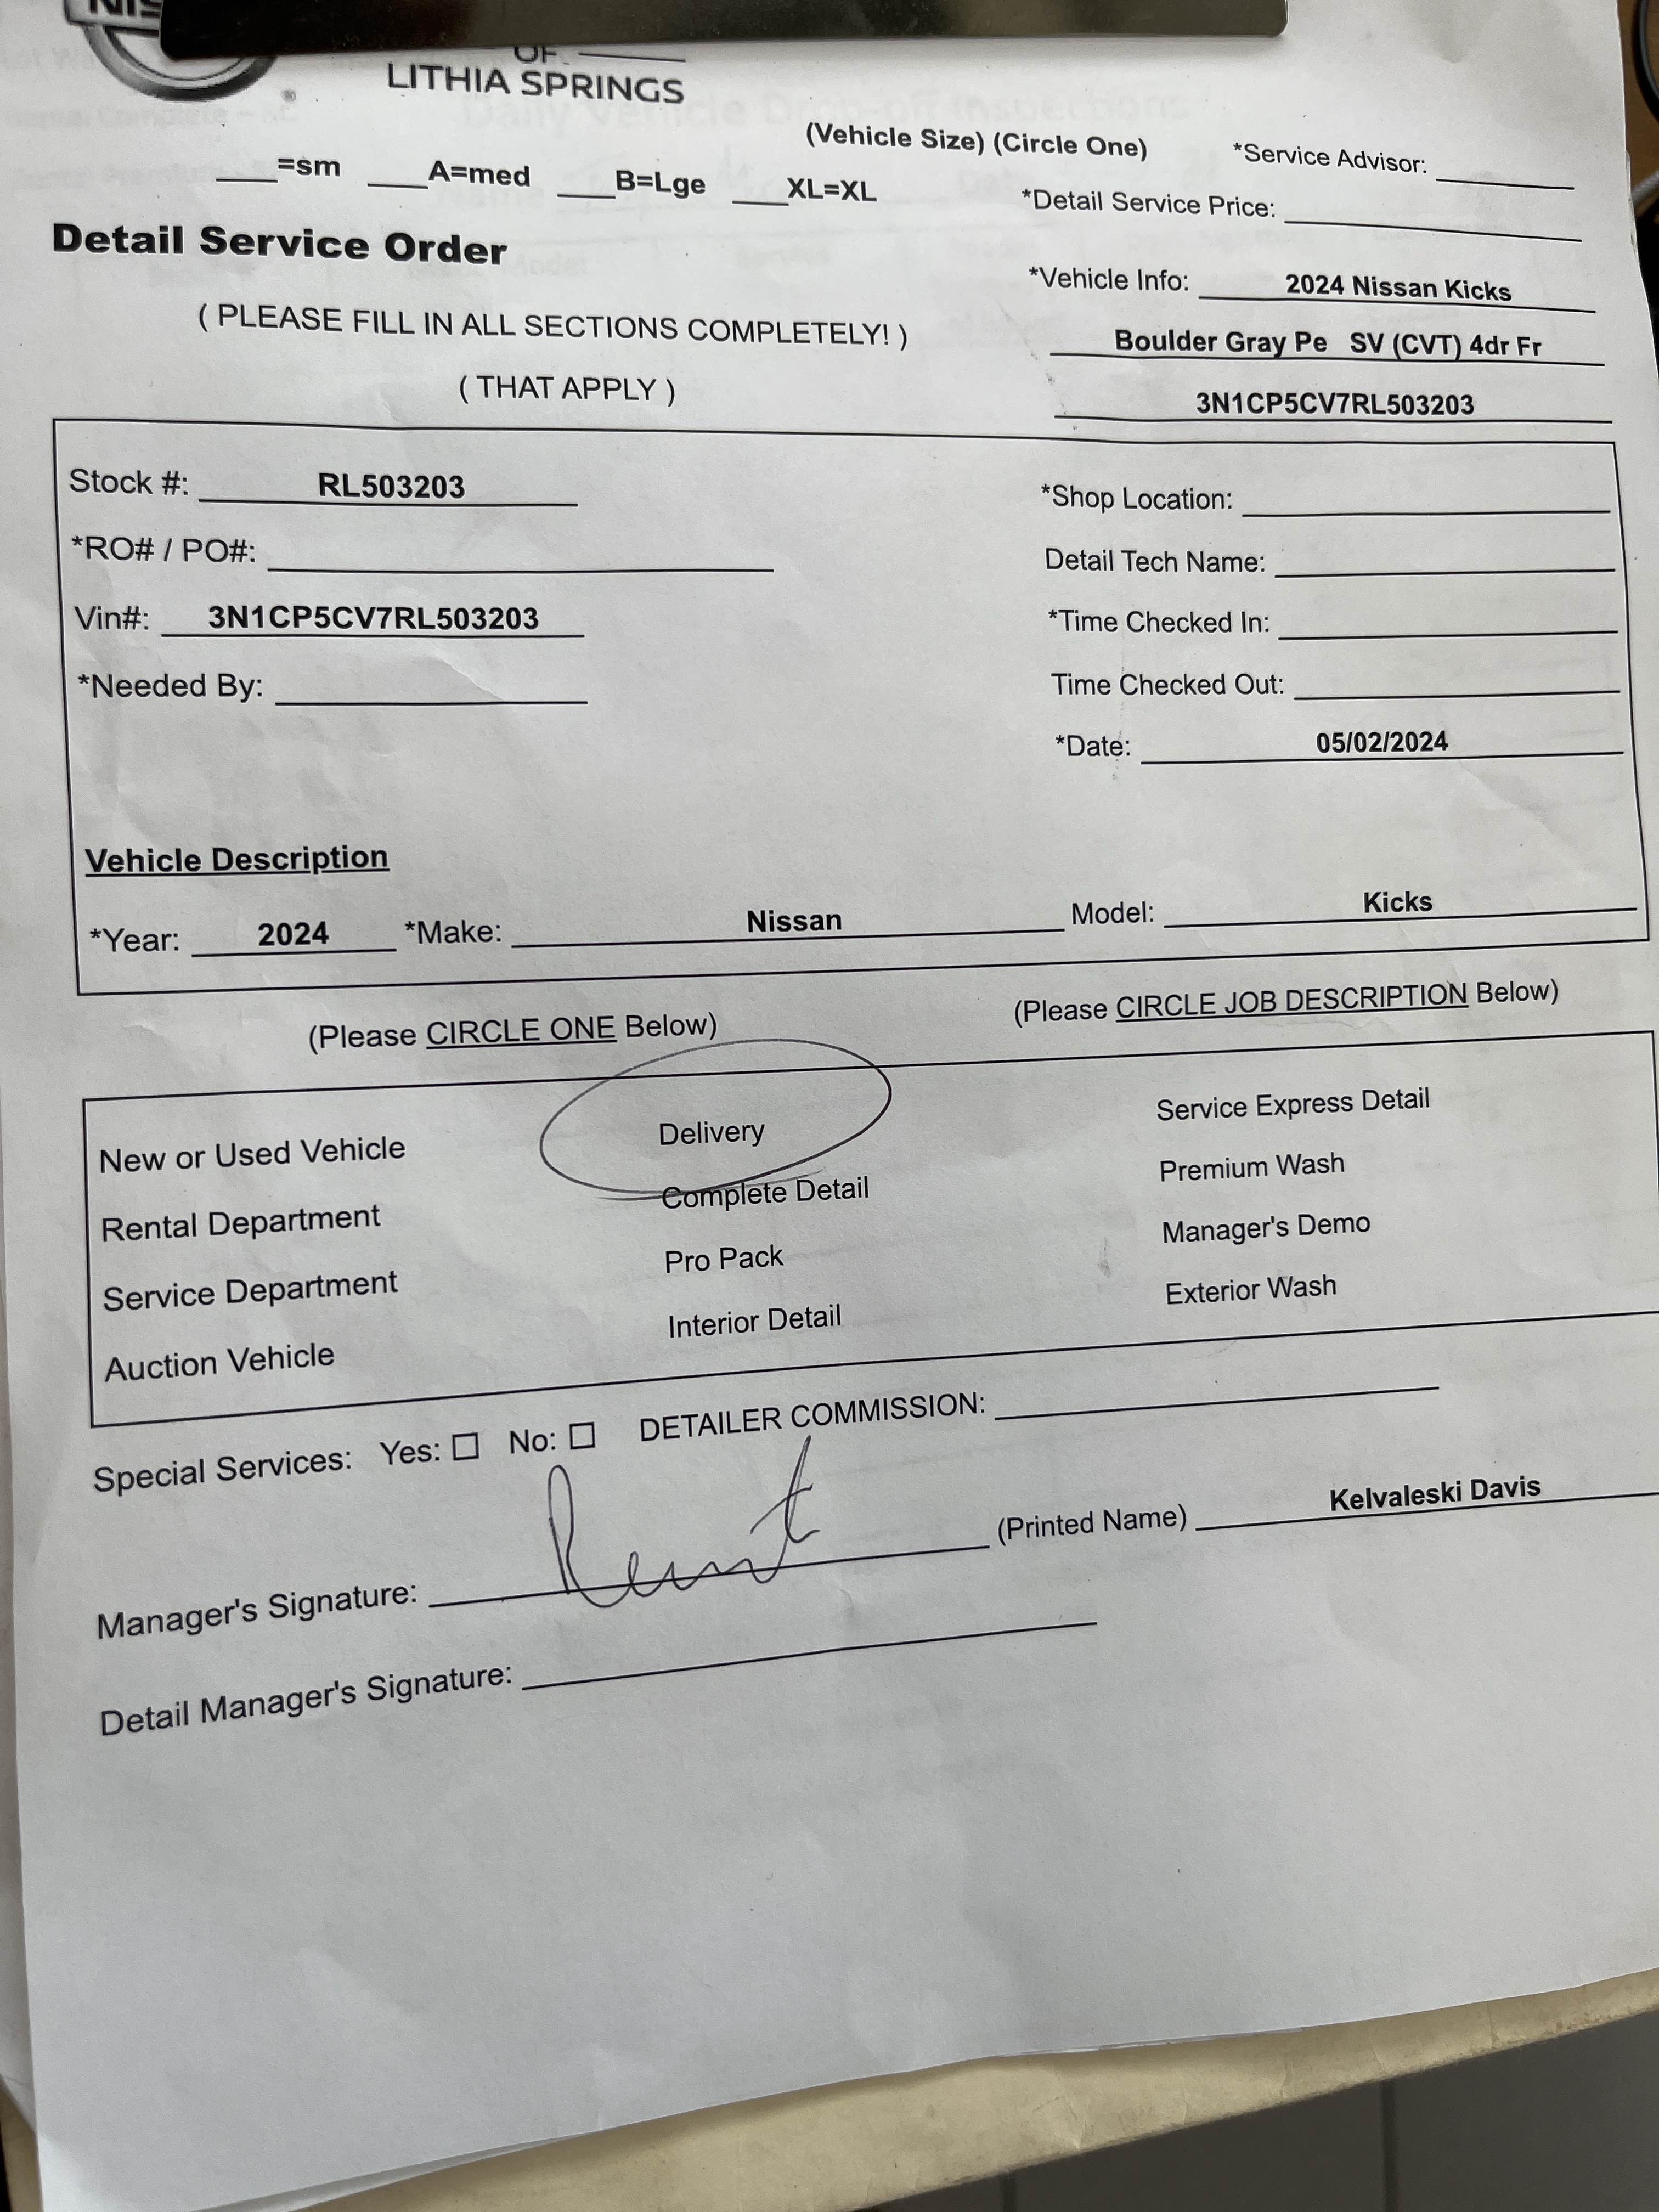 NIS
OF
LITHIA SPRINGS
(Vehicle Size) (Circle One)
*Service Advisor:
___=sm ___A=med ___B=Lge ___XL=XL
*Detail Service Price:
Detail Service Order
*Vehicle Info: 2024 Nissan Kicks
( PLEASE FILL IN ALL SECTIONS COMPLETELY! )
Boulder Gray Pe SV (CVT) 4dr Fr
( THAT APPLY )
3N1CP5CV7RL503203
Stock #: RL503203
*Shop Location:
*RO# / PO#:
Detail Tech Name:
Vin#: 3N1CP5CV7RL503203
*Time Checked In:
*Needed By:
Time Checked Out:
*Date: 05/02/2024
Vehicle Description
*Year: 2024 *Make: Nissan Model: Kicks
(Please CIRCLE ONE Below)
(Please CIRCLE JOB DESCRIPTION Below)
New or Used Vehicle
Rental Department
Service Department
Auction Vehicle
Delivery
Complete Detail
Pro Pack
Interior Detail
Service Express Detail
Premium Wash
Manager's Demo
Exterior Wash
Special Services: Yes: ☐ No: ☐ DETAILER COMMISSION:
Manager's Signature: (Printed Name) Kelvaleski Davis
Detail Manager's Signature: